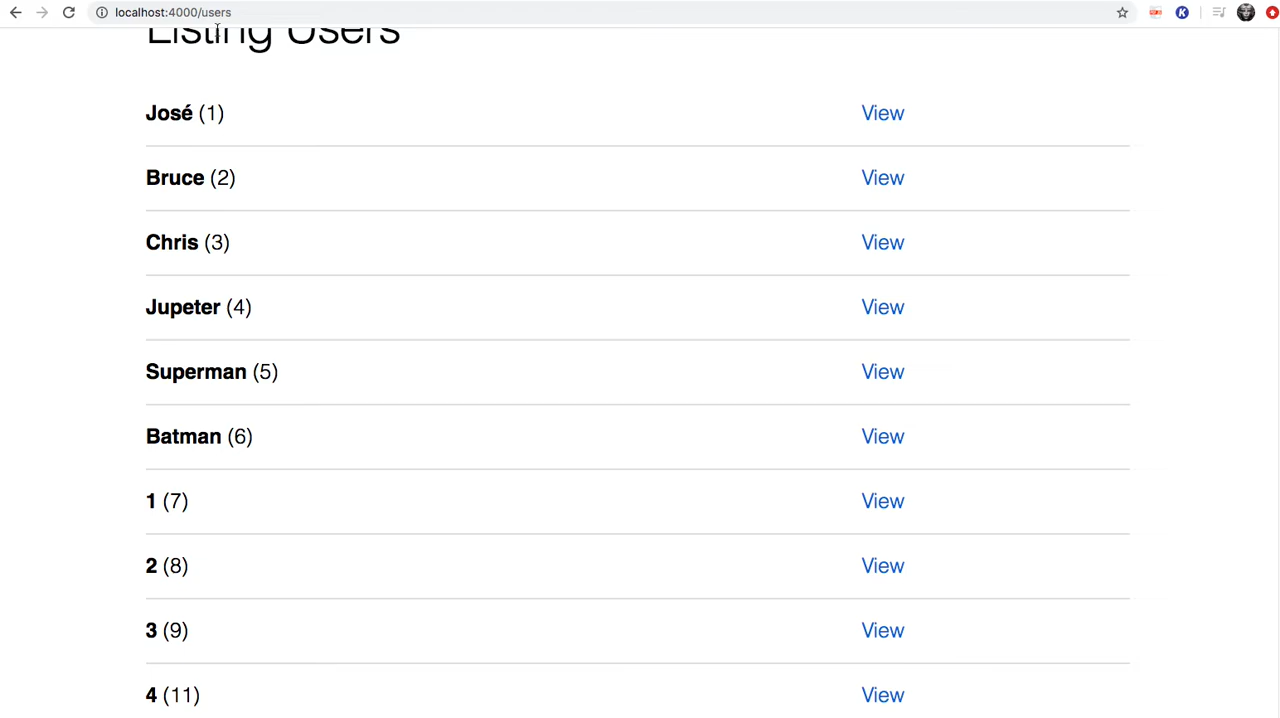 localhost:4000/users
Listing Users
José (1) View
Bruce (2) View
Chris (3) View
Jupeter (4) View
Superman (5) View
Batman (6) View
1 (7) View
2 (8) View
3 (9) View
4 (11) View